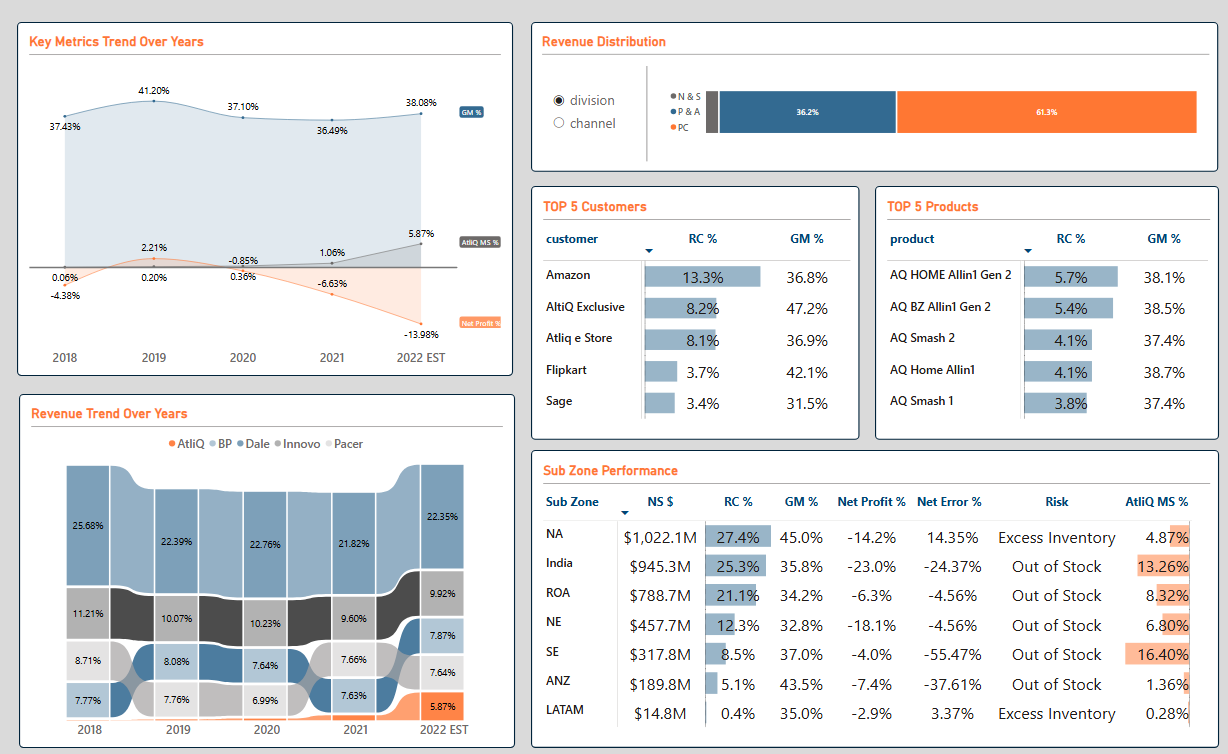 Key Metrics Trend Over Years
41.20%
38.08%
37.10%
GM %
37.43%
36.49%
5.87%
AtliQ MS %
2.21%
1.06%
-0.85%
0.06%
0.20%
0.36%
-6.63%
-4.38%
Net Profit %
-13.98%
2018 2019 2020 2021 2022 EST
Revenue Distribution
division
channel
N & S
P & A
PC
36.2% 61.3%
TOP 5 Customers
customer RC % GM %
Amazon 13.3% 36.8%
AltiQ Exclusive 8.2% 47.2%
Atliq e Store 8.1% 36.9%
Flipkart 3.7% 42.1%
Sage 3.4% 31.5%
TOP 5 Products
product RC % GM %
AQ HOME Allin1 Gen 2 5.7% 38.1%
AQ BZ Allin1 Gen 2 5.4% 38.5%
AQ Smash 2 4.1% 37.4%
AQ Home Allin1 4.1% 38.7%
AQ Smash 1 3.8% 37.4%
Revenue Trend Over Years
AtliQ BP Dale Innovo Pacer
25.68% 22.39% 22.76% 21.82% 22.35%
11.21% 10.07% 10.23% 9.60% 9.92%
8.71% 8.08% 7.64% 7.66% 7.87%
7.77% 7.76% 6.99% 7.63% 7.64%
5.87%
2018 2019 2020 2021 2022 EST
Sub Zone Performance
Sub Zone NS $ RC % GM % Net Profit % Net Error % Risk AtliQ MS %
NA $1,022.1M 27.4% 45.0% -14.2% 14.35% Excess Inventory 4.87%
India $945.3M 25.3% 35.8% -23.0% -24.37% Out of Stock 13.26%
ROA $788.7M 21.1% 34.2% -6.3% -4.56% Out of Stock 8.32%
NE $457.7M 12.3% 32.8% -18.1% -4.56% Out of Stock 6.80%
SE $317.8M 8.5% 37.0% -4.0% -55.47% Out of Stock 16.40%
ANZ $189.8M 5.1% 43.5% -7.4% -37.61% Out of Stock 1.36%
LATAM $14.8M 0.4% 35.0% -2.9% 3.37% Excess Inventory 0.28%